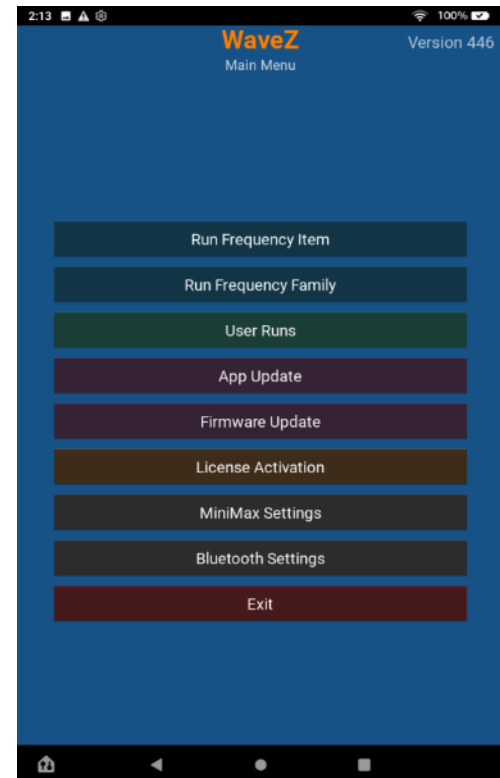 2:13
100%
WaveZ
Version 446
Main Menu
Run Frequency Item
Run Frequency Family
User Runs
App Update
Firmware Update
License Activation
MiniMax Settings
Bluetooth Settings
Exit